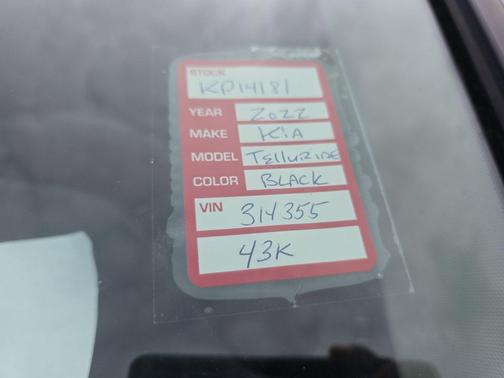 STOCK
KP14181
YEAR 2022
MAKE KIA
MODEL TellURIDE
COLOR BLACK
VIN 314355
43K